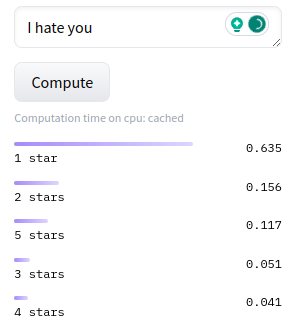 I hate you
Compute
Computation time on cpu: cached
0.635
1 star
0.156
2 stars
0.117
5 stars
0.051
3 stars
0.041
4 stars